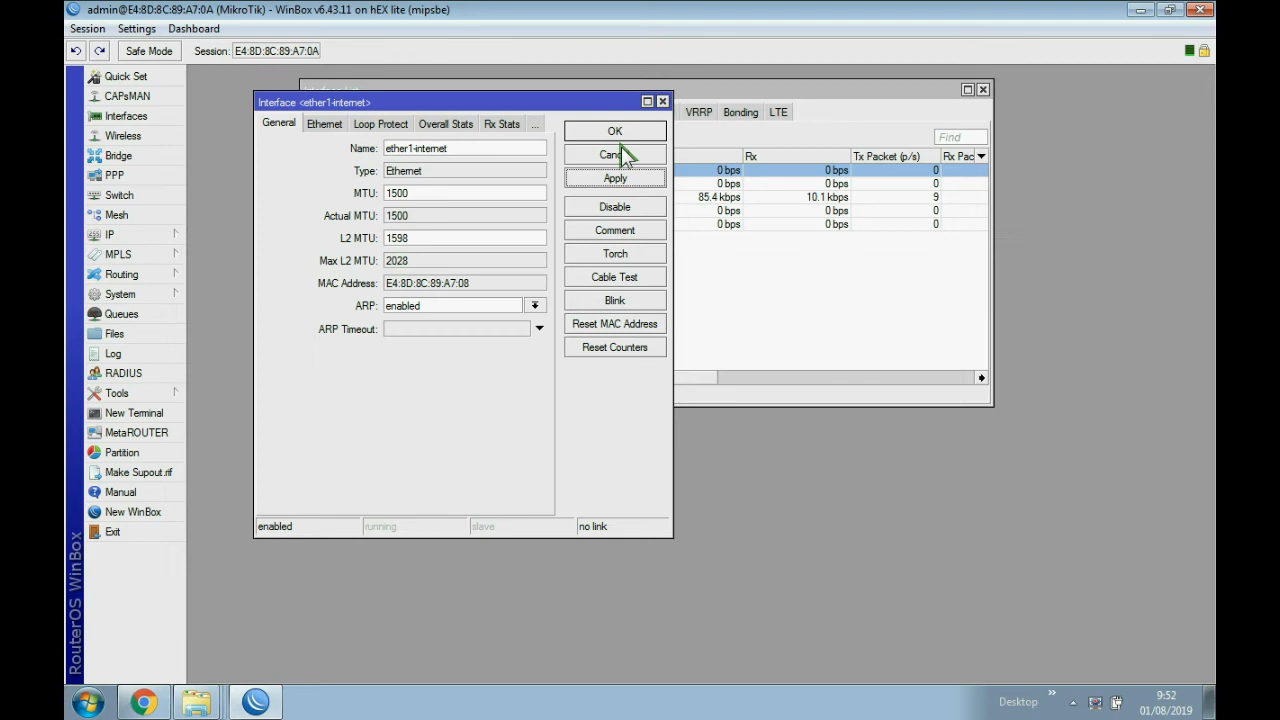 admin@E4:8D:8C:89:A7:0A (MikroTik) - WinBox v6.43.11 on hEX lite (mipsbe)
Session Settings Dashboard
Safe Mode Session: E4:8D:8C:89:A7:0A
Quick Set
CAPsMAN
Interfaces
Wireless
Bridge
PPP
Switch
Mesh
IP
MPLS
Routing
System
Queues
Files
Log
RADIUS
Tools
New Terminal
MetaROUTER
Partition
Make Supout.rif
Manual
New WinBox
Exit
RouterOS WinBox
Interface <ether1-internet>
General Ethernet Loop Protect Overall Stats Rx Stats ...
Name: ether1-internet
Type: Ethernet
MTU: 1500
Actual MTU: 1500
L2 MTU: 1598
Max L2 MTU: 2028
MAC Address: E4:8D:8C:89:A7:08
ARP: enabled
ARP Timeout:
OK
Apply
Disable
Comment
Torch
Cable Test
Blink
Reset MAC Address
Reset Counters
enabled running slave no link
VRRP Bonding LTE
Find
Rx Tx Packet (p/s) Rx Pac
0 bps 0 bps 0
0 bps 0 bps 0
85.4 kbps 10.1 kbps 9
0 bps 0 bps 0
0 bps 0 bps 0
Desktop
9:52
01/08/2019